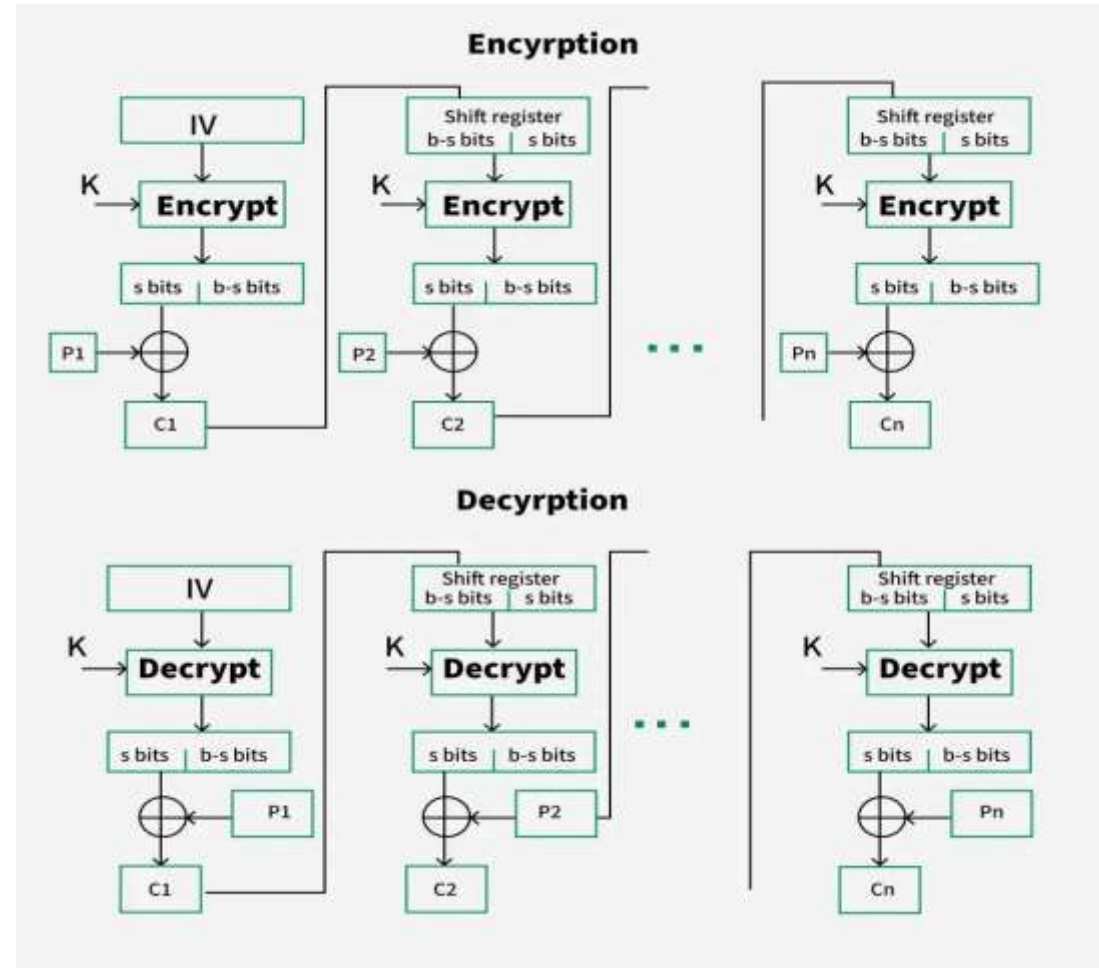 Encyrption
IV
Shift register
b-s bits s bits
Shift register
b-s bits s bits
K
Encrypt
K
Encrypt
K
Encrypt
s bits b-s bits
s bits b-s bits
s bits b-s bits
P1
P2
Pn
C1
C2
Cn
Decyrption
IV
Shift register
b-s bits s bits
Shift register
b-s bits s bits
K
Decrypt
K
Decrypt
K
Decrypt
s bits b-s bits
s bits b-s bits
s bits b-s bits
P1
P2
Pn
C1
C2
Cn